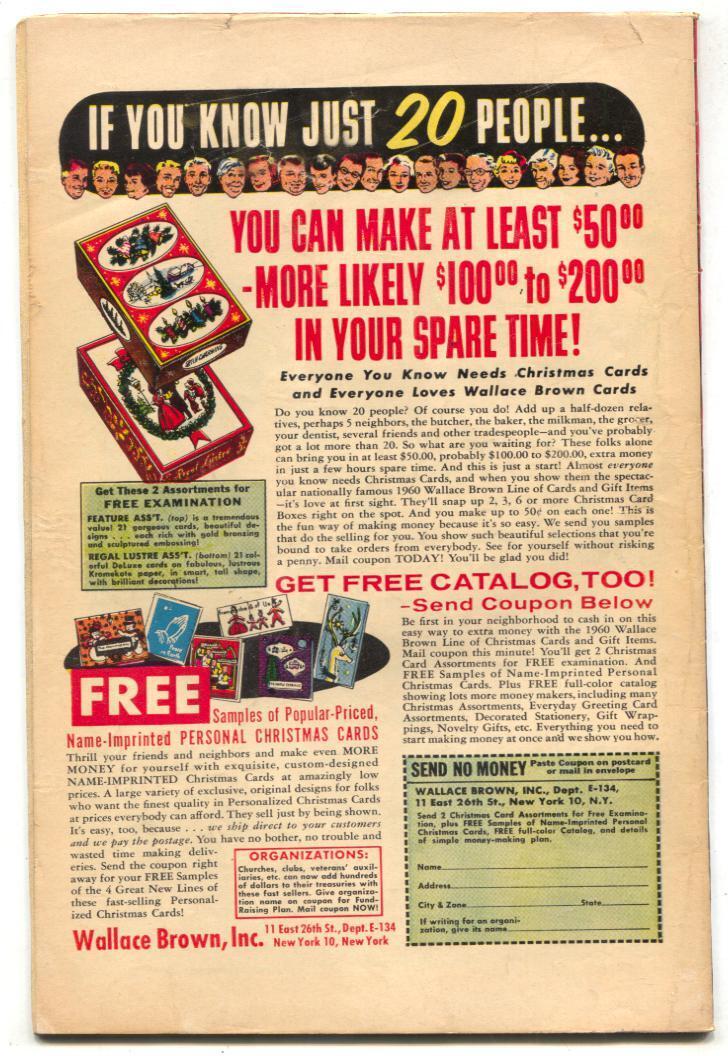 IF YOU KNOW JUST 20 PEOPLE...
YOU CAN MAKE AT LEAST $50.00
-MORE LIKELY $100.00 to $200.00
IN YOUR SPARE TIME!
Everyone You Know Needs Christmas Cards
and Everyone Loves Wallace Brown Cards
Do you know 20 people? Of course you do! Add up a half-dozen rela-
tives, perhaps 5 neighbors, the butcher, the baker, the milkman, the grocer,
your dentist, several friends and other tradespeople—and you've probably
got a lot more than 20. So what are you waiting for? These folks alone
can bring you in at least $50.00, probably $100.00 to $200.00, extra money
in just a few hours spare time. And this is just a start! Almost everyone
you know needs Christmas Cards, and when you show them the spectac-
ular nationally famous 1960 Wallace Brown Line of Cards and Gift Items
—it's love at first sight. They'll snap up 2, 3, 6 or more Christmas Card
Boxes right on the spot. And you make up to 50¢ on each one! This is
the fun way of making money because it's so easy. We send you samples
that do the selling for you. You show such beautiful selections that you're
bound to take orders from everybody. See for yourself without risking
a penny. Mail coupon TODAY! You'll be glad you did!
Get These 2 Assortments for
FREE EXAMINATION
FEATURE ASS'T. (top) is a tremendous
value! 21 gorgeous cards, beautiful de-
signs . . . each rich with gold bronzing
and sculptured embossing!
REGAL LUSTRE ASS'T. (bottom) 21 col-
orful DeLuxe cards on fabulous, lustrous
Kromekote paper, in smart, tall shape,
with brilliant decorations!
GET FREE CATALOG, TOO!
–Send Coupon Below
Be first in your neighborhood to cash in on this
easy way to extra money with the 1960 Wallace
Brown Line of Christmas Cards and Gift Items.
Mail coupon this minute! You'll get 2 Christmas
Card Assortments for FREE examination. And
FREE Samples of Name-Imprinted Personal
Christmas Cards. Plus FREE full-color catalog
showing lots more money makers, including many
Christmas Assortments, Everyday Greeting Card
Assortments, Decorated Stationery, Gift Wrap-
pings, Novelty Gifts, etc. Everything you need to
start making money at once and we show you how.
FREE
Samples of Popular-Priced,
Name-Imprinted PERSONAL CHRISTMAS CARDS
Thrill your friends and neighbors and make even MORE
MONEY for yourself with exquisite, custom-designed
NAME-IMPRINTED Christmas Cards at amazingly low
prices. A large variety of exclusive, original designs for folks
who want the finest quality in Personalized Christmas Cards
at prices everybody can afford. They sell just by being shown.
It's easy, too, because . . . we ship direct to your customers
and we pay the postage. You have no bother, no trouble and
wasted time making deliv-
eries. Send the coupon right
away for your FREE Samples
of the 4 Great New Lines of
these fast-selling Personal-
ized Christmas Cards!
ORGANIZATIONS:
Churches, clubs, veterans' auxil-
iaries, etc. can now add hundreds
of dollars to their treasuries with
these fast sellers. Give organiza-
tion name on coupon for Fund-
Raising Plan. Mail coupon NOW!
Wallace Brown, Inc. 11 East 26th St., Dept. E-134
New York 10, New York
SEND NO MONEY Paste Coupon on postcard
or mail in envelope
WALLACE BROWN, INC., Dept. E-134,
11 East 26th St., New York 10, N.Y.
Send 2 Christmas Card Assortments for Free Examina-
tion, plus FREE Samples of Name-Imprinted Personal
Christmas Cards, FREE full-color Catalog, and details
of simple money-making plan.
Name
Address
City & Zone State
If writing for an organi-
zation, give its name